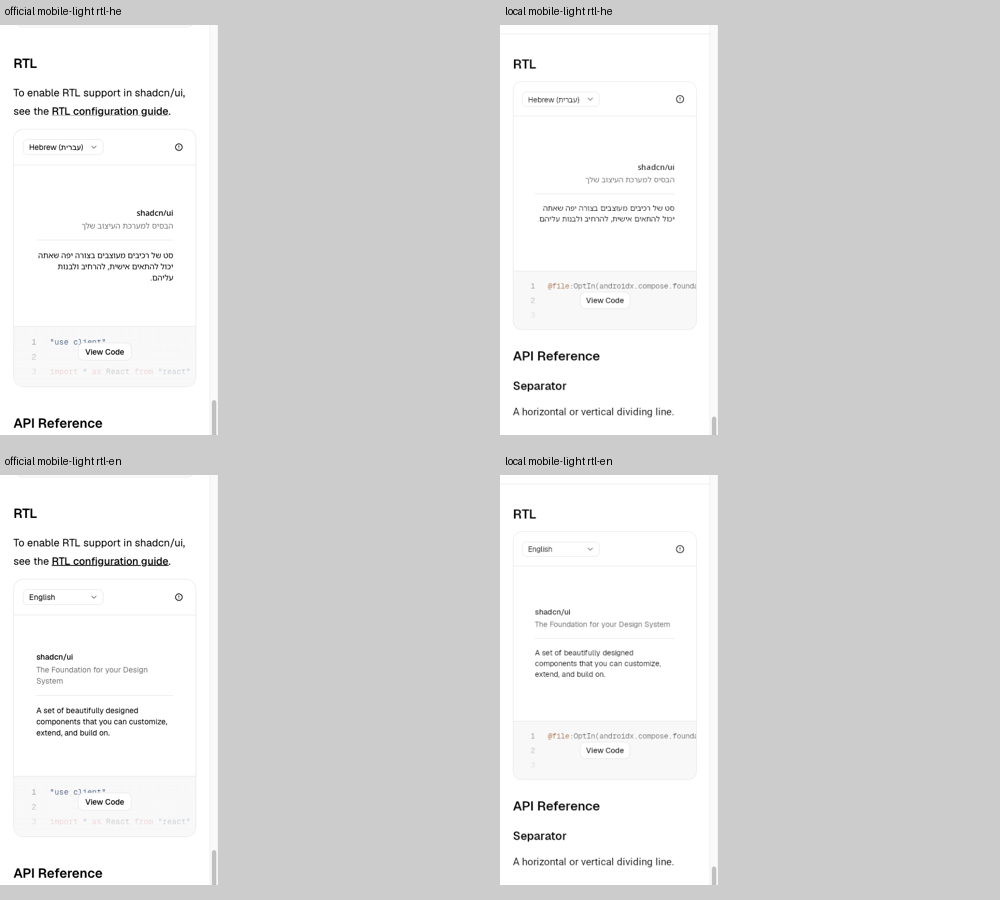 official mobile-light rtl-he
RTL
To enable RTL support in shadcn/ui,
see the RTL configuration guide.
Hebrew (עברית)
shadcn/ui
הבסיס למערכת העיצוב שלך
סט של רכיבים מעוצבים בצורה יפה שאתה
יכול להתאים אישית, להרחיב ולבנות
עליהם.
1 "use client"
View Code
2
3 import * as React from "react"
API Reference
local mobile-light rtl-he
RTL
Hebrew (עברית)
shadcn/ui
הבסיס למערכת העיצוב שלך
סט של רכיבים מעוצבים בצורה יפה שאתה
יכול להתאים אישית, להרחיב ולבנות עליהם.
1 @file:OptIn(androidx.compose.founda
2
View Code
3
API Reference
Separator
A horizontal or vertical dividing line.
official mobile-light rtl-en
RTL
To enable RTL support in shadcn/ui,
see the RTL configuration guide.
English
shadcn/ui
The Foundation for your Design
System
A set of beautifully designed
components that you can customize,
extend, and build on.
1 "use client"
View Code
2
3 import * as React from "react"
API Reference
local mobile-light rtl-en
RTL
English
shadcn/ui
The Foundation for your Design System
A set of beautifully designed
components that you can customize,
extend, and build on.
1 @file:OptIn(androidx.compose.founda
2
View Code
3
API Reference
Separator
A horizontal or vertical dividing line.